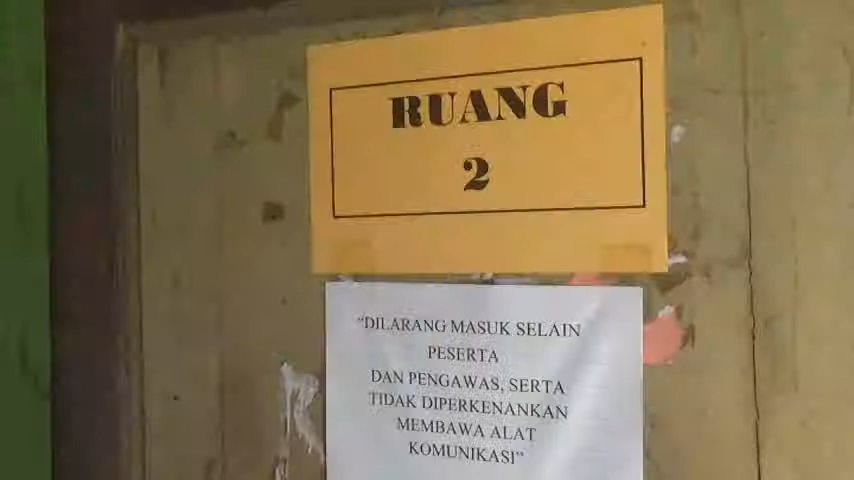 RUANG
2
“DILARANG MASUK SELAIN
PESERTA
DAN PENGAWAS, SERTA
TIDAK DIPERKENANKAN
MEMBAWA ALAT
KOMUNIKASI”